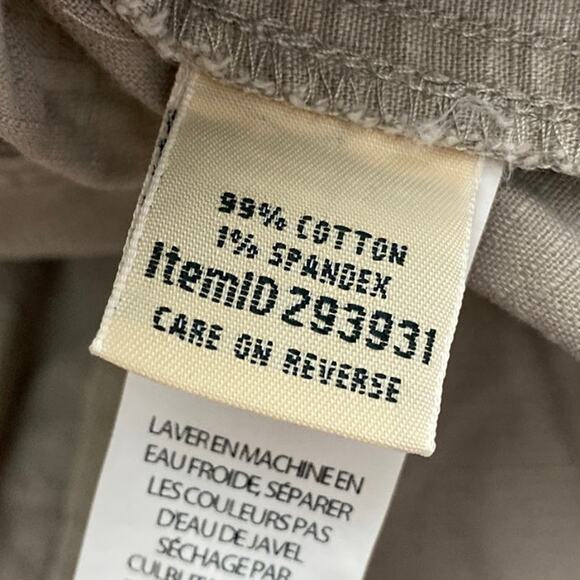 99% COTTON
1% SPANDEX
ItemID 293931
CARE ON REVERSE
LAVER EN MACHINE EN
EAU FROIDE, SÉPARER
LES COULEURS PAS
D'EAU DE JAVEL
SÉCHAGE PAR